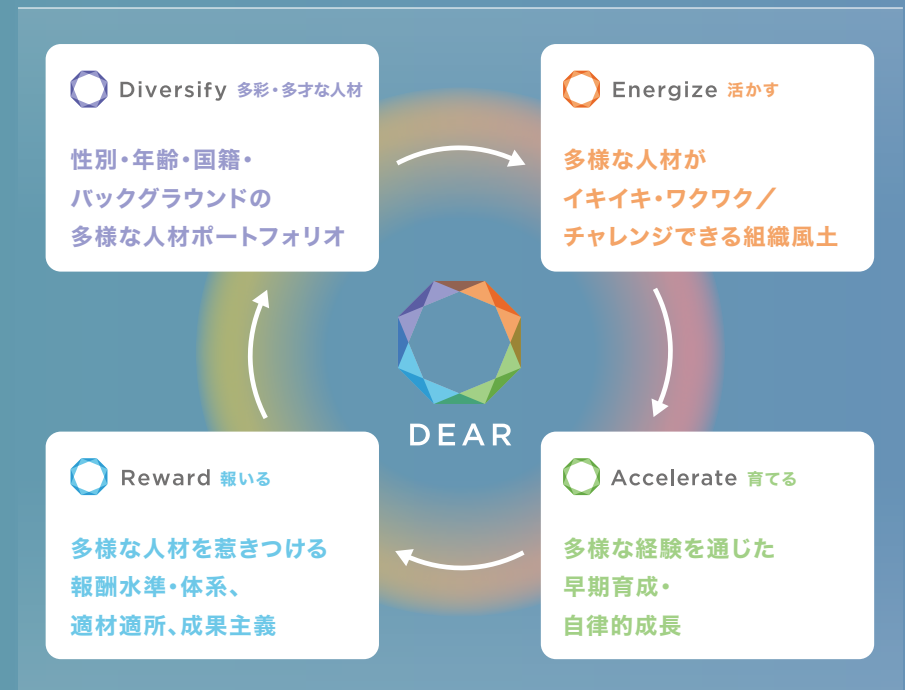 Diversify 多彩・多才な人材
性別・年齢・国籍・
バックグラウンドの
多様な人材ポートフォリオ
Energize 活かす
多様な人材が
イキイキ・ワクワク／
チャレンジできる組織風土
DEAR
Reward 報いる
多様な人材を惹きつける
報酬水準・体系、
適材適所、成果主義
Accelerate 育てる
多様な経験を通じた
早期育成・
自律的成長